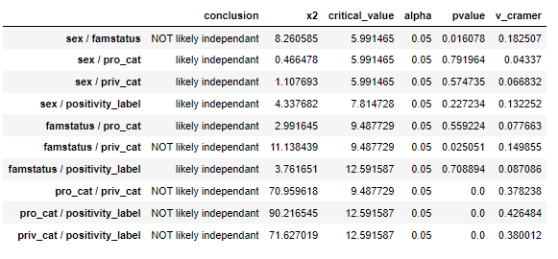 conclusion x2 critical_value alpha pvalue v_cramer
sex / famstatus NOT likely independant 8.260585 5.991465 0.05 0.016078 0.182507
sex / pro_cat likely independant 0.466478 5.991465 0.05 0.791964 0.04337
sex / priv_cat likely independant 1.107693 5.991465 0.05 0.574735 0.066832
sex / positivity_label likely independant 4.337682 7.814728 0.05 0.227234 0.132252
famstatus / pro_cat likely independant 2.991645 9.487729 0.05 0.559224 0.077663
famstatus / priv_cat NOT likely independant 11.138439 9.487729 0.05 0.025051 0.149855
famstatus / positivity_label likely independant 3.761651 12.591587 0.05 0.708894 0.087086
pro_cat / priv_cat NOT likely independant 70.959618 9.487729 0.05 0.0 0.378238
pro_cat / positivity_label NOT likely independant 90.216545 12.591587 0.05 0.0 0.426484
priv_cat / positivity_label NOT likely independant 71.627019 12.591587 0.05 0.0 0.380012